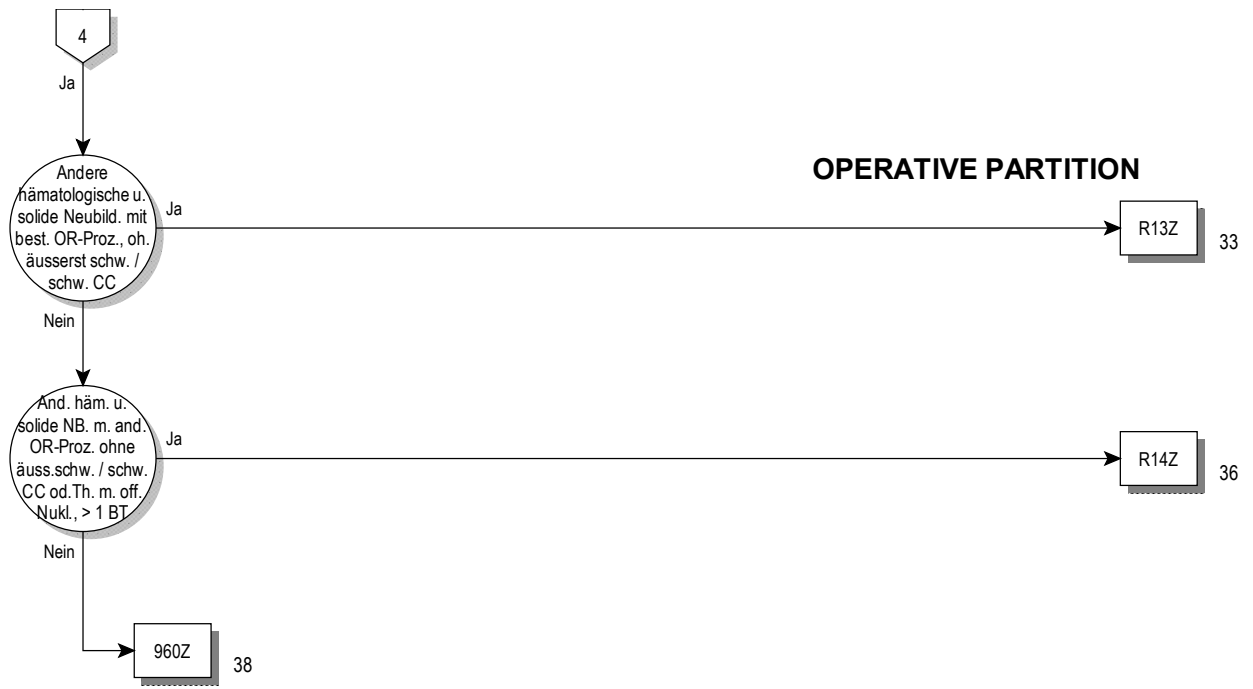 4
Ja
OPERATIVE PARTITION
Andere
hämatologische u.
solide Neubild. mit
best. OR-Proz., oh.
äusserst schw. /
schw. CC
Ja
R13Z
33
Nein
And. häm. u.
solide NB. m. and.
OR-Proz. ohne
äuss.schw. / schw.
CC od.Th. m. off.
Nukl., > 1 BT
Ja
R14Z
36
Nein
960Z
38